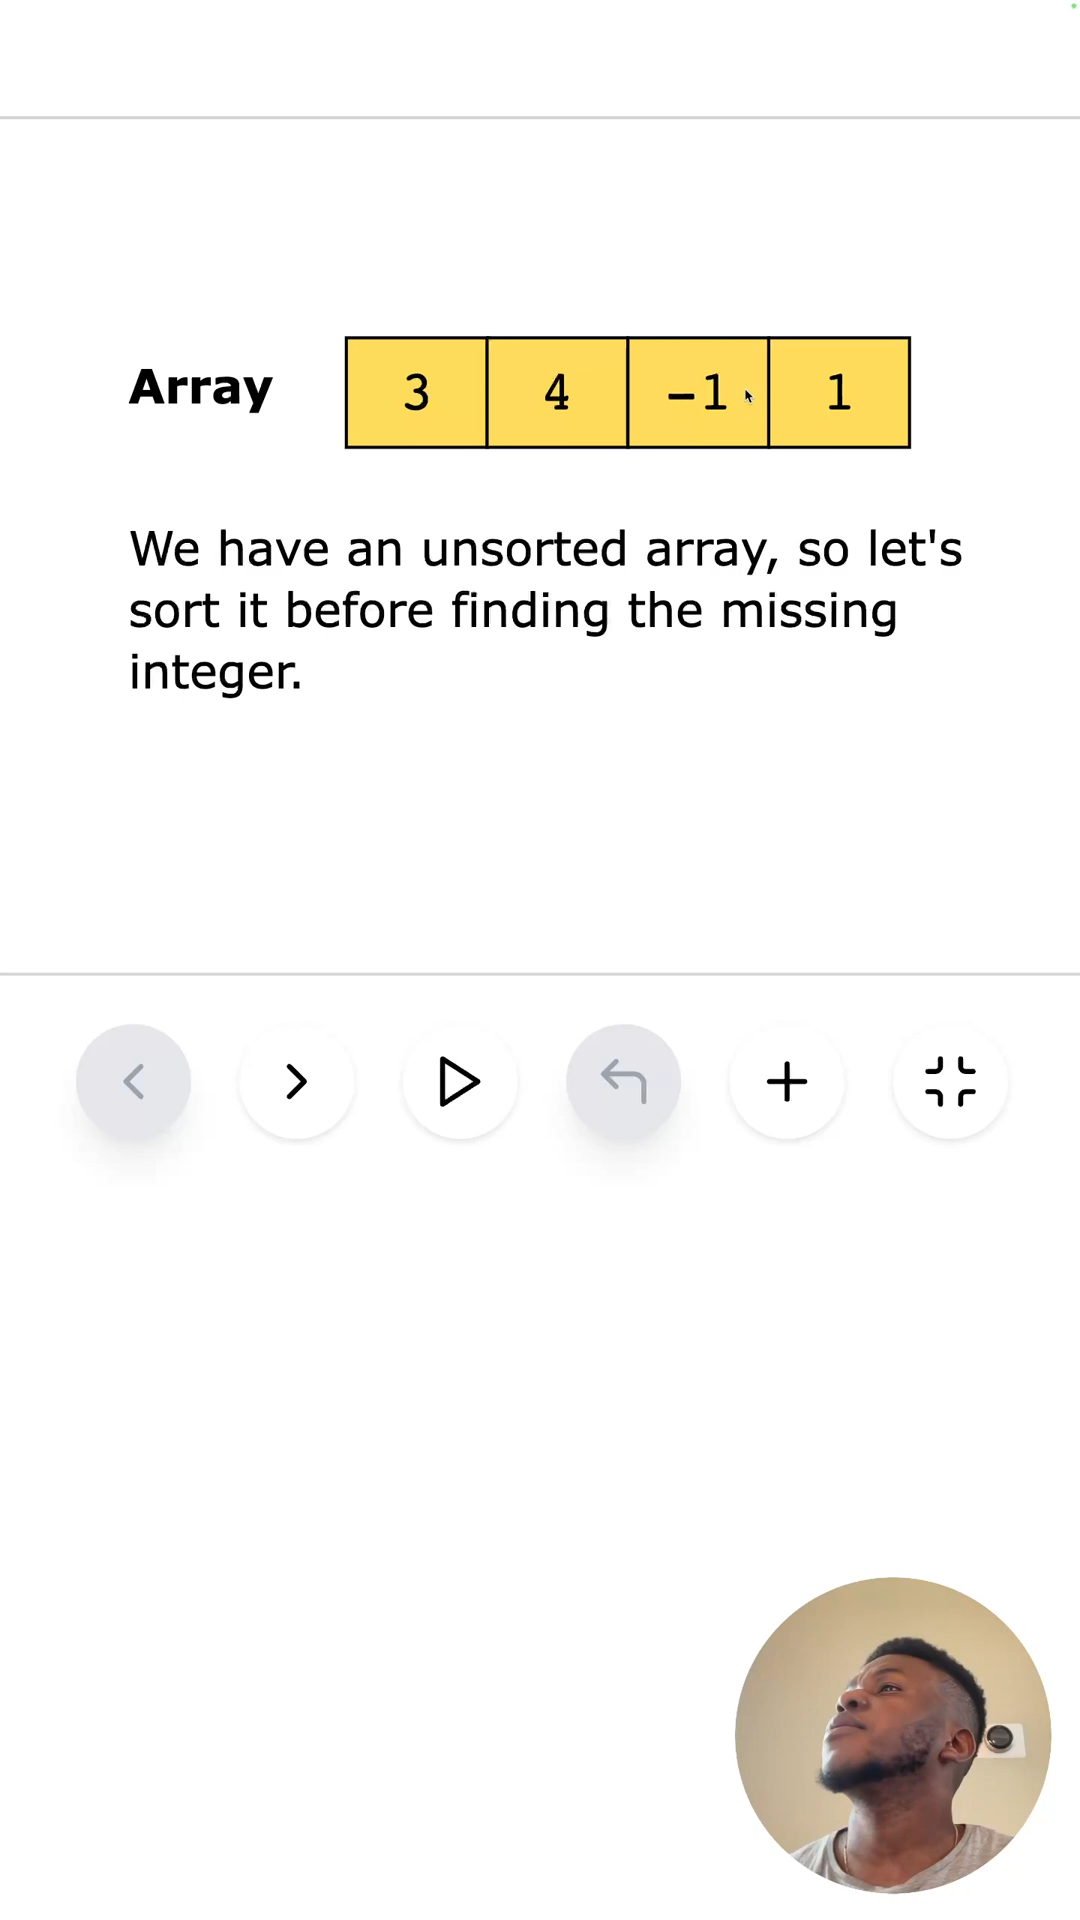 Array 3 4 -1 1
We have an unsorted array, so let's
sort it before finding the missing
integer.